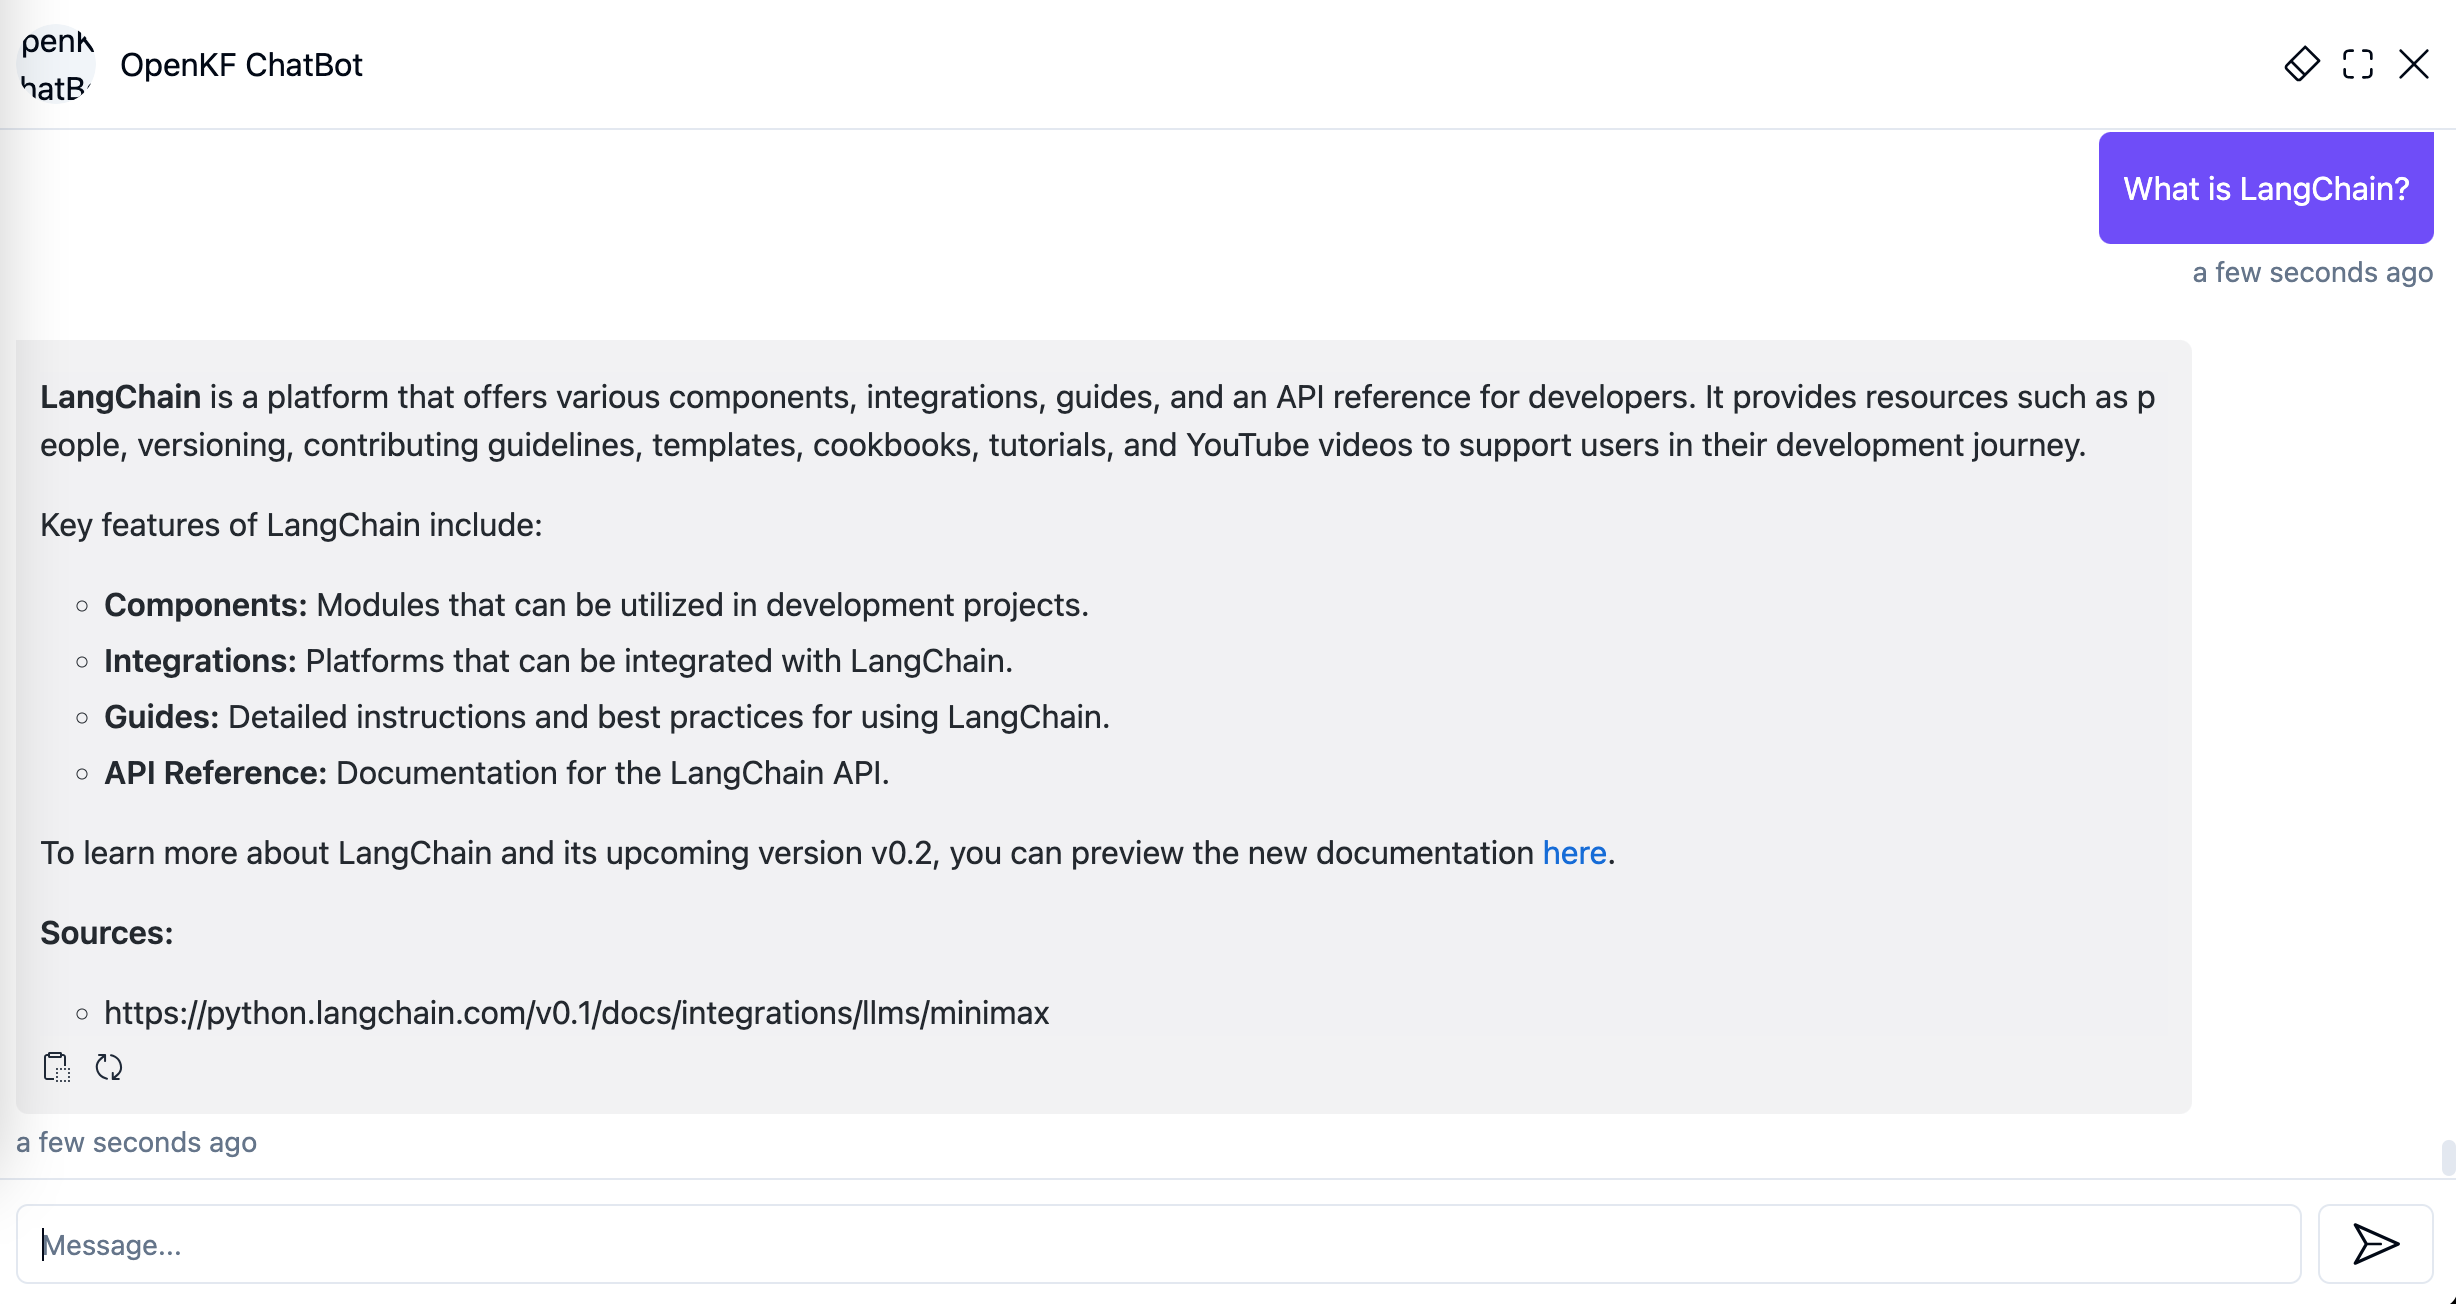 penK
hatB
OpenKF ChatBot
What is LangChain?
a few seconds ago
LangChain is a platform that offers various components, integrations, guides, and an API reference for developers. It provides resources such as p
eople, versioning, contributing guidelines, templates, cookbooks, tutorials, and YouTube videos to support users in their development journey.
Key features of LangChain include:
Components: Modules that can be utilized in development projects.
Integrations: Platforms that can be integrated with LangChain.
Guides: Detailed instructions and best practices for using LangChain.
API Reference: Documentation for the LangChain API.
To learn more about LangChain and its upcoming version v0.2, you can preview the new documentation here.
Sources:
https://python.langchain.com/v0.1/docs/integrations/llms/minimax
a few seconds ago
Message...